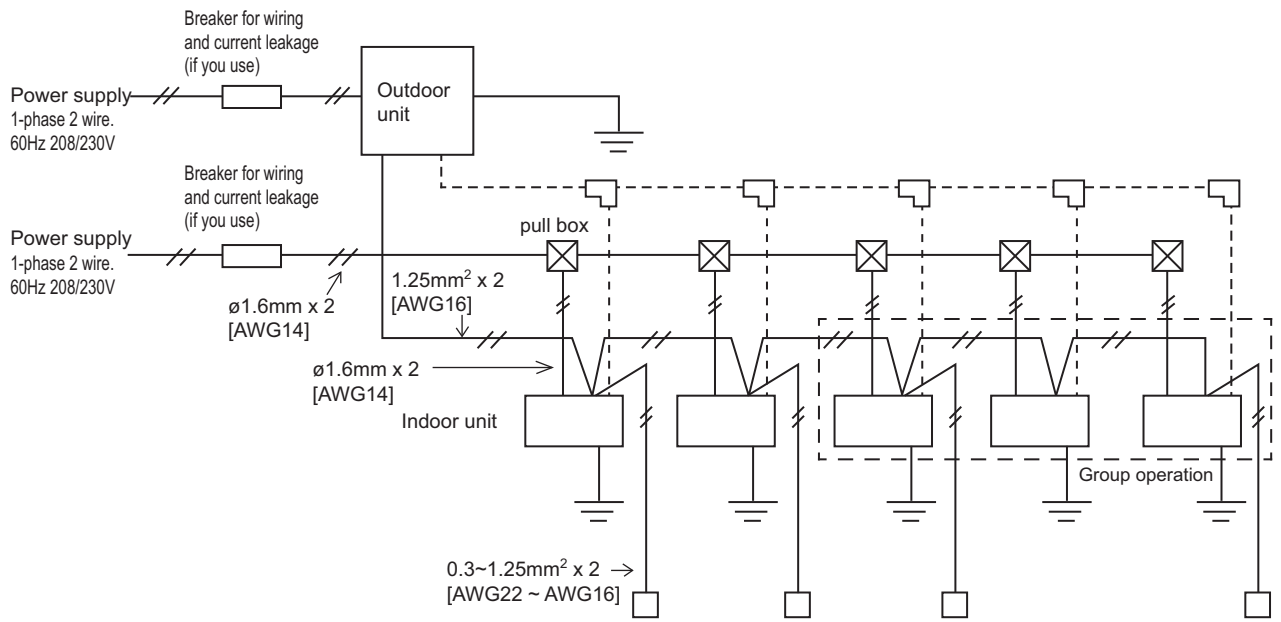 Breaker for wiring
and current leakage
(if you use)
Outdoor
unit
Power supply
1-phase 2 wire.
60Hz 208/230V
Breaker for wiring
and current leakage
(if you use)
pull box
Power supply
1-phase 2 wire.
60Hz 208/230V
ø1.6mm x 2
[AWG14]
1.25mm² x 2
[AWG16]
ø1.6mm x 2
[AWG14]
Indoor unit
Group operation
0.3~1.25mm² x 2
[AWG22 ~ AWG16]